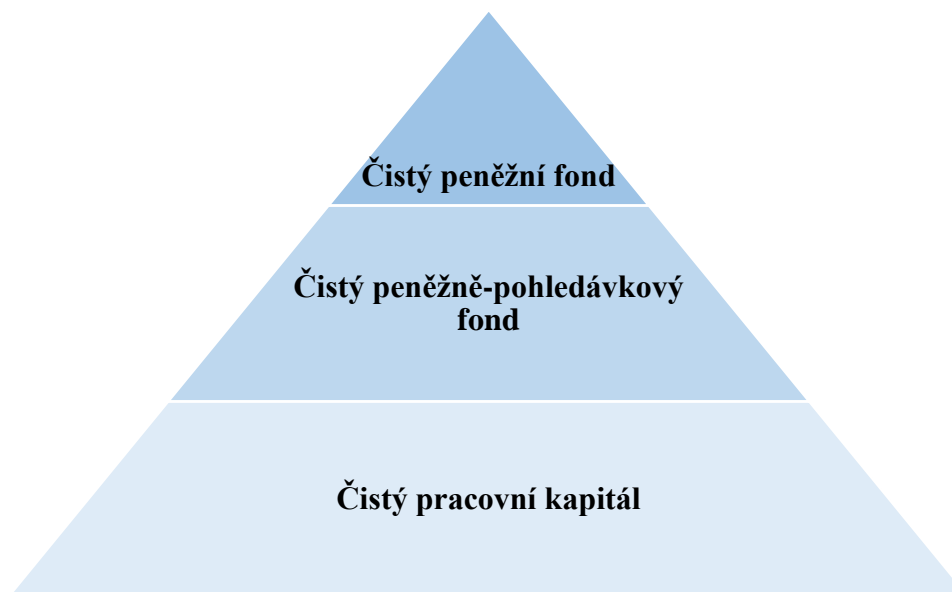 Čistý peněžní fond
Čistý peněžně-pohledávkový
fond
Čistý pracovní kapitál